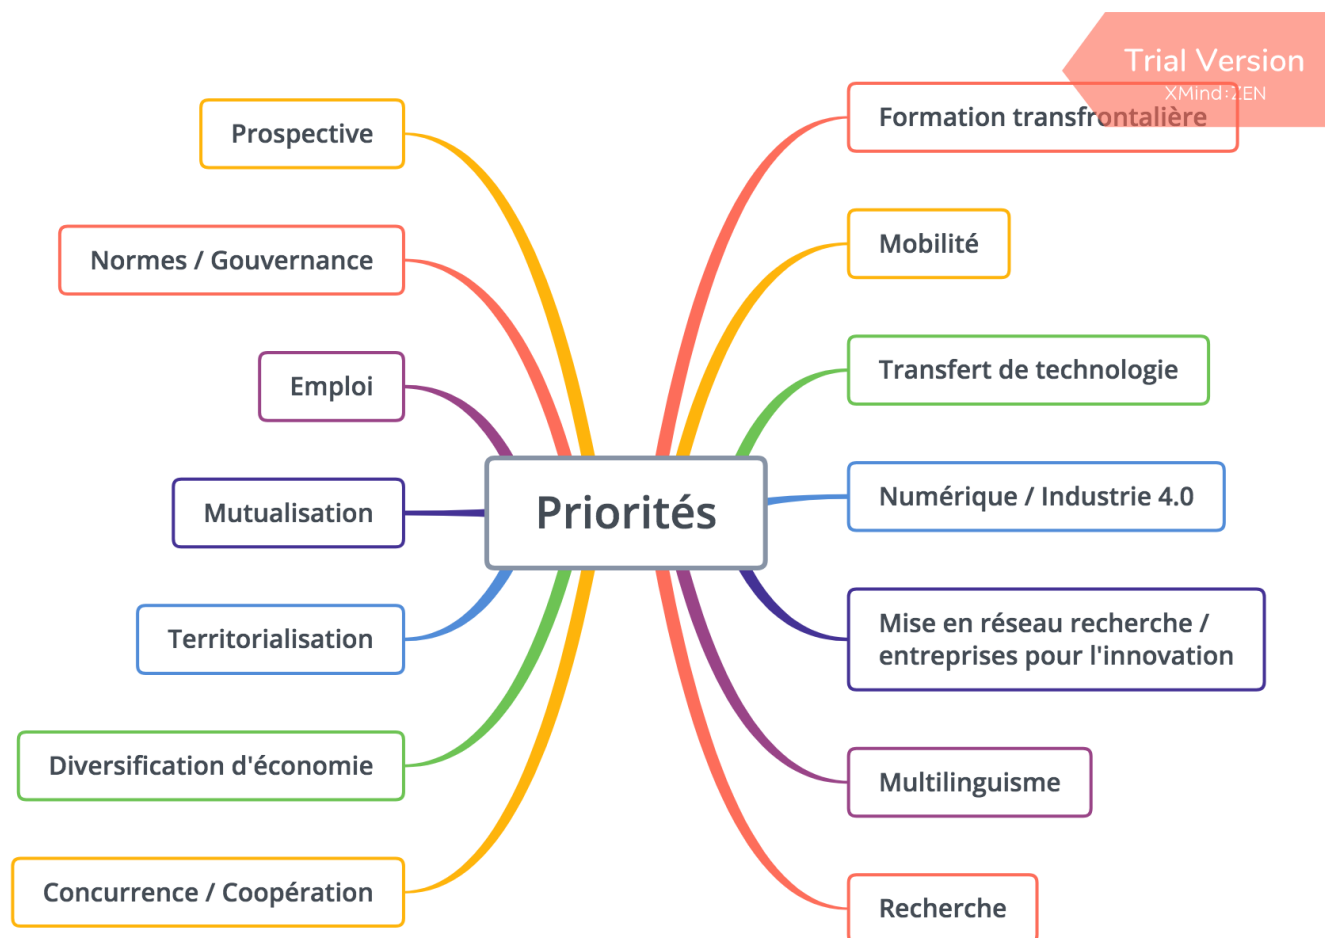 Trial Version
XMind:ZEN
Prospective
Normes / Gouvernance
Emploi
Mutualisation
Territorialisation
Diversification d'économie
Concurrence / Coopération
Priorités
Formation transfrontalière
Mobilité
Transfert de technologie
Numérique / Industrie 4.0
Mise en réseau recherche /
entreprises pour l'innovation
Multilinguisme
Recherche